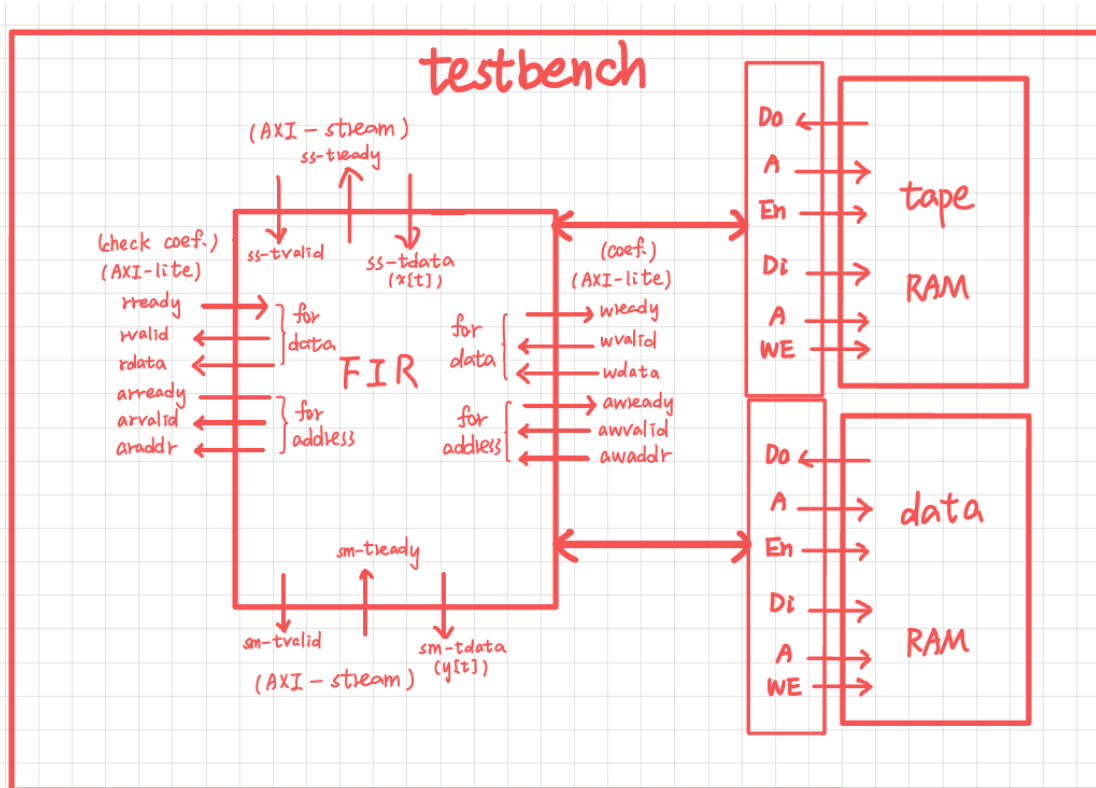 testbench
(AXI-stream)
ss-tready
ss-tvalid
ss-tdata
(x[t])
(check coef.)
(AXI-lite)
rready
rvalid
rdata
for
data
arready
arvalid
araddr
for
address
FIR
(coef.)
(AXI-lite)
wready
wvalid
wdata
for
data
awready
awvalid
awaddr
for
address
sm-tready
sm-tvalid
sm-tdata
(y[t])
(AXI-stream)
Do
A
En
Di
A
WE
tape
RAM
Do
A
En
Di
A
WE
data
RAM